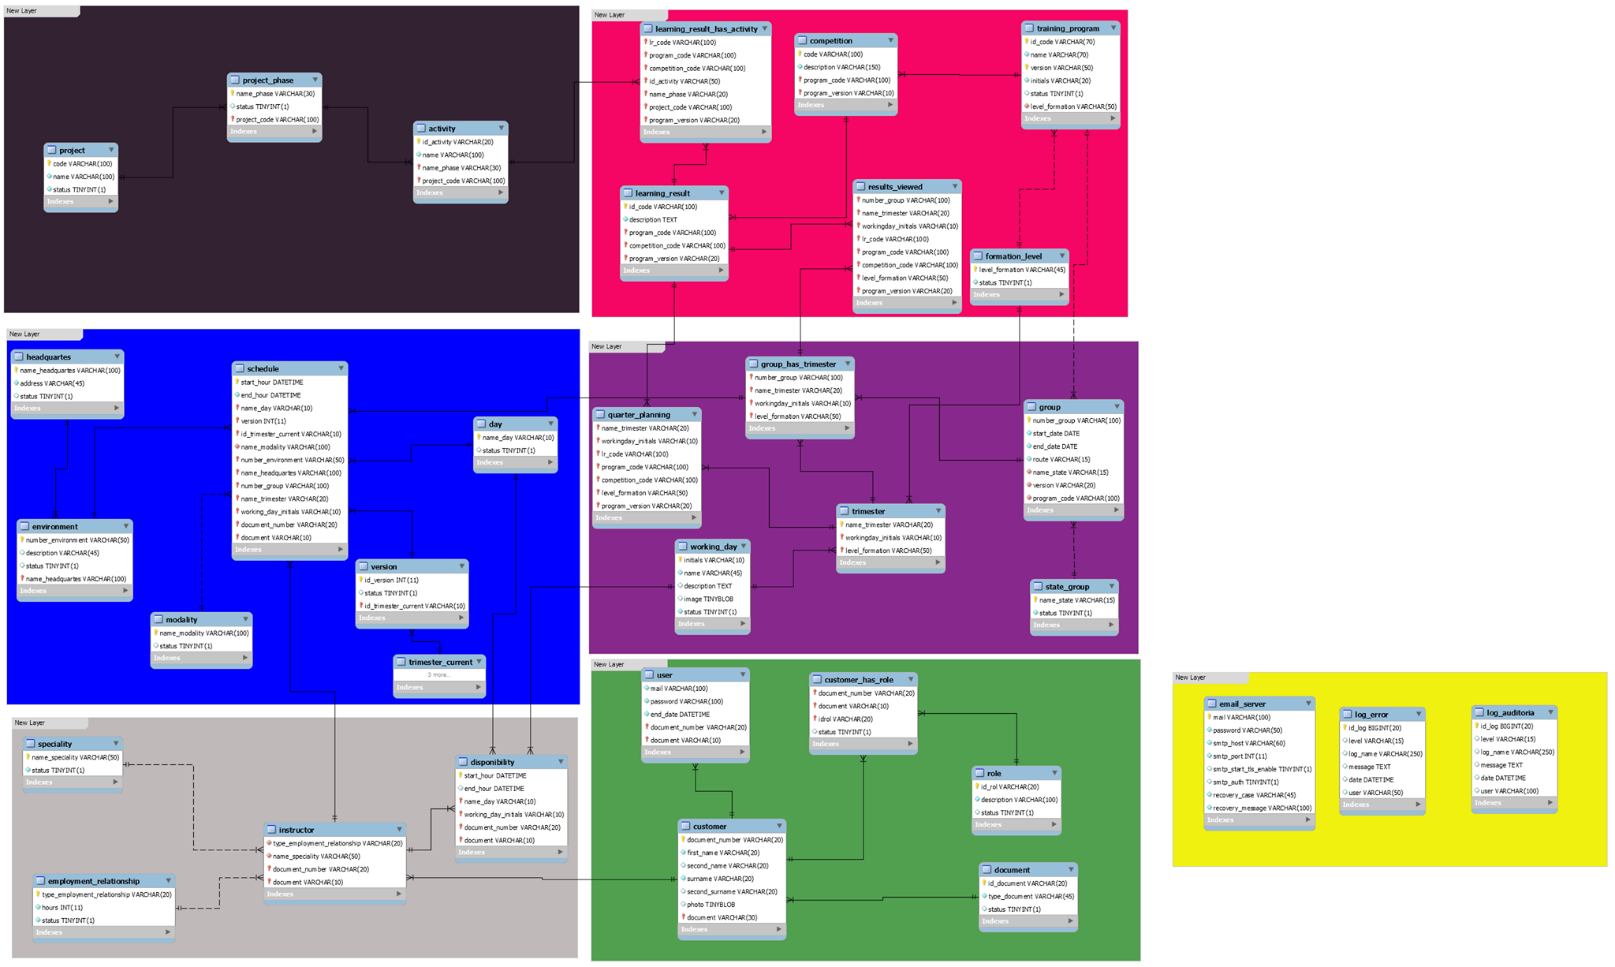 New Layer
project_phase
name_phase VARCHAR(30)
status TINYINT(1)
project_code VARCHAR(100)
Indexes
project
code VARCHAR(100)
name VARCHAR(100)
status TINYINT(1)
Indexes
activity
id_activity VARCHAR(20)
name VARCHAR(100)
name_phase VARCHAR(30)
project_code VARCHAR(100)
Indexes
New Layer
learning_result_has_activity
lr_code VARCHAR(100)
program_code VARCHAR(100)
competition_code VARCHAR(100)
id_activity VARCHAR(50)
name_phase VARCHAR(20)
project_code VARCHAR(100)
program_version VARCHAR(20)
Indexes
competition
code VARCHAR(100)
description VARCHAR(150)
program_code VARCHAR(100)
program_version VARCHAR(10)
Indexes
training_program
id_code VARCHAR(70)
name VARCHAR(70)
version VARCHAR(50)
initials VARCHAR(20)
status TINYINT(1)
level_formation VARCHAR(50)
Indexes
learning_result
id_code VARCHAR(100)
description TEXT
program_code VARCHAR(100)
competition_code VARCHAR(100)
program_version VARCHAR(20)
Indexes
results_viewed
number_group VARCHAR(100)
name_trimester VARCHAR(20)
workingday_initials VARCHAR(10)
lr_code VARCHAR(100)
program_code VARCHAR(100)
competition_code VARCHAR(100)
level_formation VARCHAR(50)
program_version VARCHAR(20)
Indexes
formation_level
level_formation VARCHAR(45)
status TINYINT(1)
Indexes
New Layer
headquartes
name_headquartes VARCHAR(100)
address VARCHAR(45)
status TINYINT(1)
Indexes
schedule
start_hour DATETIME
end_hour DATETIME
name_day VARCHAR(10)
version INT(11)
id_trimester_current VARCHAR(10)
name_modality VARCHAR(100)
number_environment VARCHAR(50)
name_headquartes VARCHAR(100)
number_group VARCHAR(100)
name_trimester VARCHAR(20)
working_day_initials VARCHAR(10)
document_number VARCHAR(20)
document VARCHAR(10)
Indexes
day
name_day VARCHAR(10)
status TINYINT(1)
Indexes
environment
number_environment VARCHAR(50)
description VARCHAR(45)
status TINYINT(1)
name_headquartes VARCHAR(100)
Indexes
version
id_version INT(11)
status TINYINT(1)
id_trimester_current VARCHAR(10)
Indexes
modality
name_modality VARCHAR(100)
status TINYINT(1)
Indexes
trimester_current
3 more...
Indexes
New Layer
group_has_trimester
number_group VARCHAR(100)
name_trimester VARCHAR(20)
workingday_initials VARCHAR(10)
level_formation VARCHAR(50)
Indexes
quarter_planning
name_trimester VARCHAR(20)
workingday_initials VARCHAR(10)
lr_code VARCHAR(100)
program_code VARCHAR(100)
competition_code VARCHAR(100)
level_formation VARCHAR(50)
program_version VARCHAR(20)
Indexes
group
number_group VARCHAR(100)
start_date DATE
end_date DATE
route VARCHAR(15)
name_state VARCHAR(15)
version VARCHAR(20)
program_code VARCHAR(100)
Indexes
trimester
name_trimester VARCHAR(20)
workingday_initials VARCHAR(10)
level_formation VARCHAR(50)
Indexes
working_day
initials VARCHAR(10)
name VARCHAR(45)
description TEXT
image TINYBLOB
status TINYINT(1)
Indexes
state_group
name_state VARCHAR(15)
status TINYINT(1)
Indexes
New Layer
speciality
name_speciality VARCHAR(50)
status TINYINT(1)
Indexes
disponibility
start_hour DATETIME
end_hour DATETIME
name_day VARCHAR(10)
working_day_initials VARCHAR(10)
document_number VARCHAR(20)
document VARCHAR(10)
Indexes
instructor
type_employment_relationship VARCHAR(20)
name_speciality VARCHAR(50)
document_number VARCHAR(20)
document VARCHAR(10)
Indexes
employment_relationship
type_employment_relationship VARCHAR(20)
hours INT(11)
status TINYINT(1)
Indexes
New Layer
user
mail VARCHAR(100)
password VARCHAR(100)
end_date DATETIME
document_number VARCHAR(20)
document VARCHAR(10)
Indexes
customer_has_role
document_number VARCHAR(20)
document VARCHAR(10)
idrol VARCHAR(20)
status TINYINT(1)
Indexes
role
id_rol VARCHAR(20)
description VARCHAR(100)
status TINYINT(1)
Indexes
customer
document_number VARCHAR(20)
first_name VARCHAR(20)
second_name VARCHAR(20)
surname VARCHAR(20)
second_surname VARCHAR(20)
photo TINYBLOB
document VARCHAR(30)
Indexes
document
id_document VARCHAR(20)
type_document VARCHAR(45)
status TINYINT(1)
Indexes
New Layer
email_server
mail VARCHAR(100)
password VARCHAR(50)
smtp_host VARCHAR(60)
smtp_port INT(11)
smtp_start_tls_enable TINYINT(1)
smtp_auth TINYINT(1)
recovery_case VARCHAR(45)
recovery_message VARCHAR(100)
Indexes
log_error
id_log BIGINT(20)
level VARCHAR(15)
log_name VARCHAR(250)
message TEXT
date DATETIME
user VARCHAR(50)
Indexes
log_auditoria
id_log BIGINT(20)
level VARCHAR(15)
log_name VARCHAR(250)
message TEXT
date DATETIME
user VARCHAR(100)
Indexes